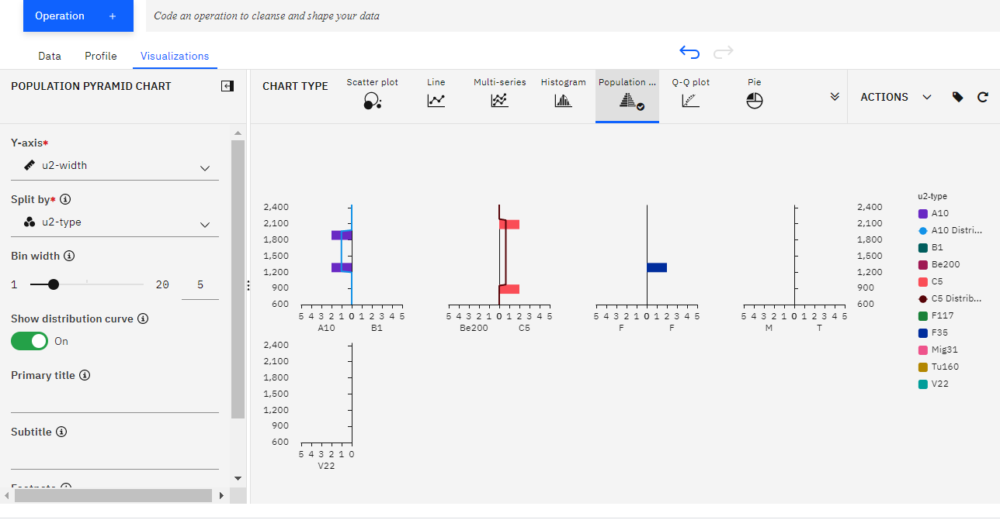 Operation +
Code an operation to cleanse and shape your data
Data Profile Visualizations
POPULATION PYRAMID CHART
Y-axis*
u2-width
Split by*
u2-type
Bin width
1 20 5
Show distribution curve
On
Primary title
Subtitle
CHART TYPE
Scatter plot Line Multi-series Histogram Population ... Q-Q plot Pie
ACTIONS
2,400
2,100
1,800
1,500
1,200
900
600
5 4 3 2 1 0 1 2 3 4 5
A10 B1
5 4 3 2 1 0 1 2 3 4 5
Be200 C5
5 4 3 2 1 0 1 2 3 4 5
F F
5 4 3 2 1 0 1 2 3 4 5
M T
2,400
2,100
1,800
1,500
1,200
900
600
2,400
2,100
1,800
1,500
1,200
900
600
5 4 3 2 1 0
V22
u2-type
A10
A10 Distri...
B1
Be200
C5
C5 Distrib...
F117
F35
Mig31
Tu160
V22